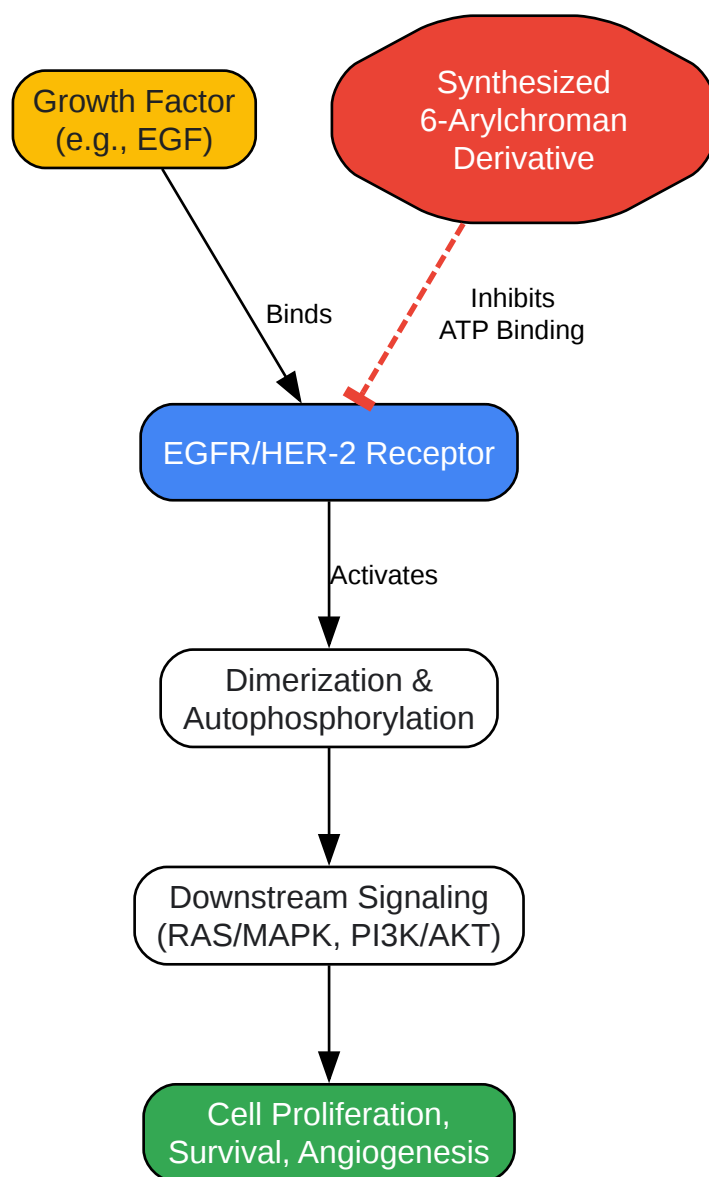 Growth Factor
(e.g., EGF)
Synthesized
6-Arylchroman
Derivative
Binds
Inhibits
ATP Binding
EGFR/HER-2 Receptor
Activates
Dimerization &
Autophosphorylation
Downstream Signaling
(RAS/MAPK, PI3K/AKT)
Cell Proliferation,
Survival, Angiogenesis